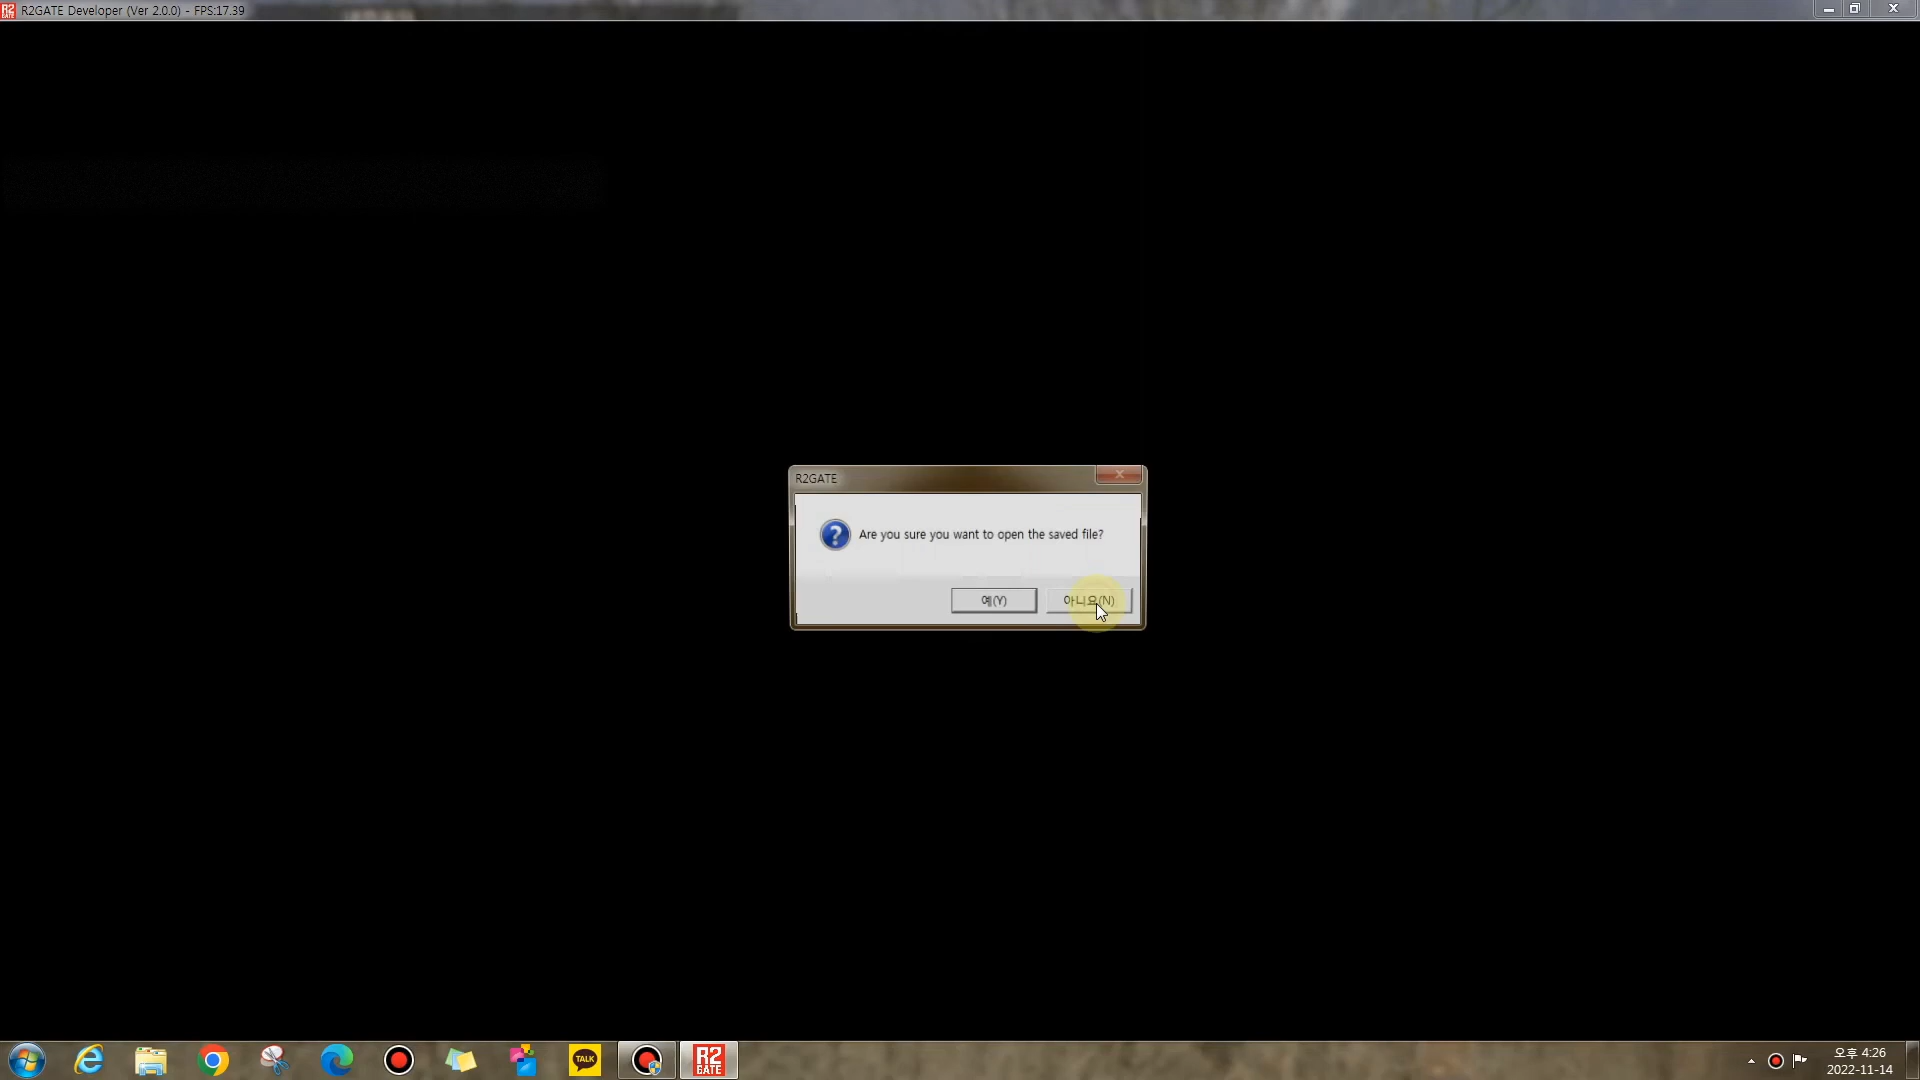 R2GATE Developer (Ver 2.0.0) - FPS:17.39
R2GATE
Are you sure you want to open the saved file?
예(Y)
아니요(N)
TALK
R2
GATE
오후 4:26
2022-11-14